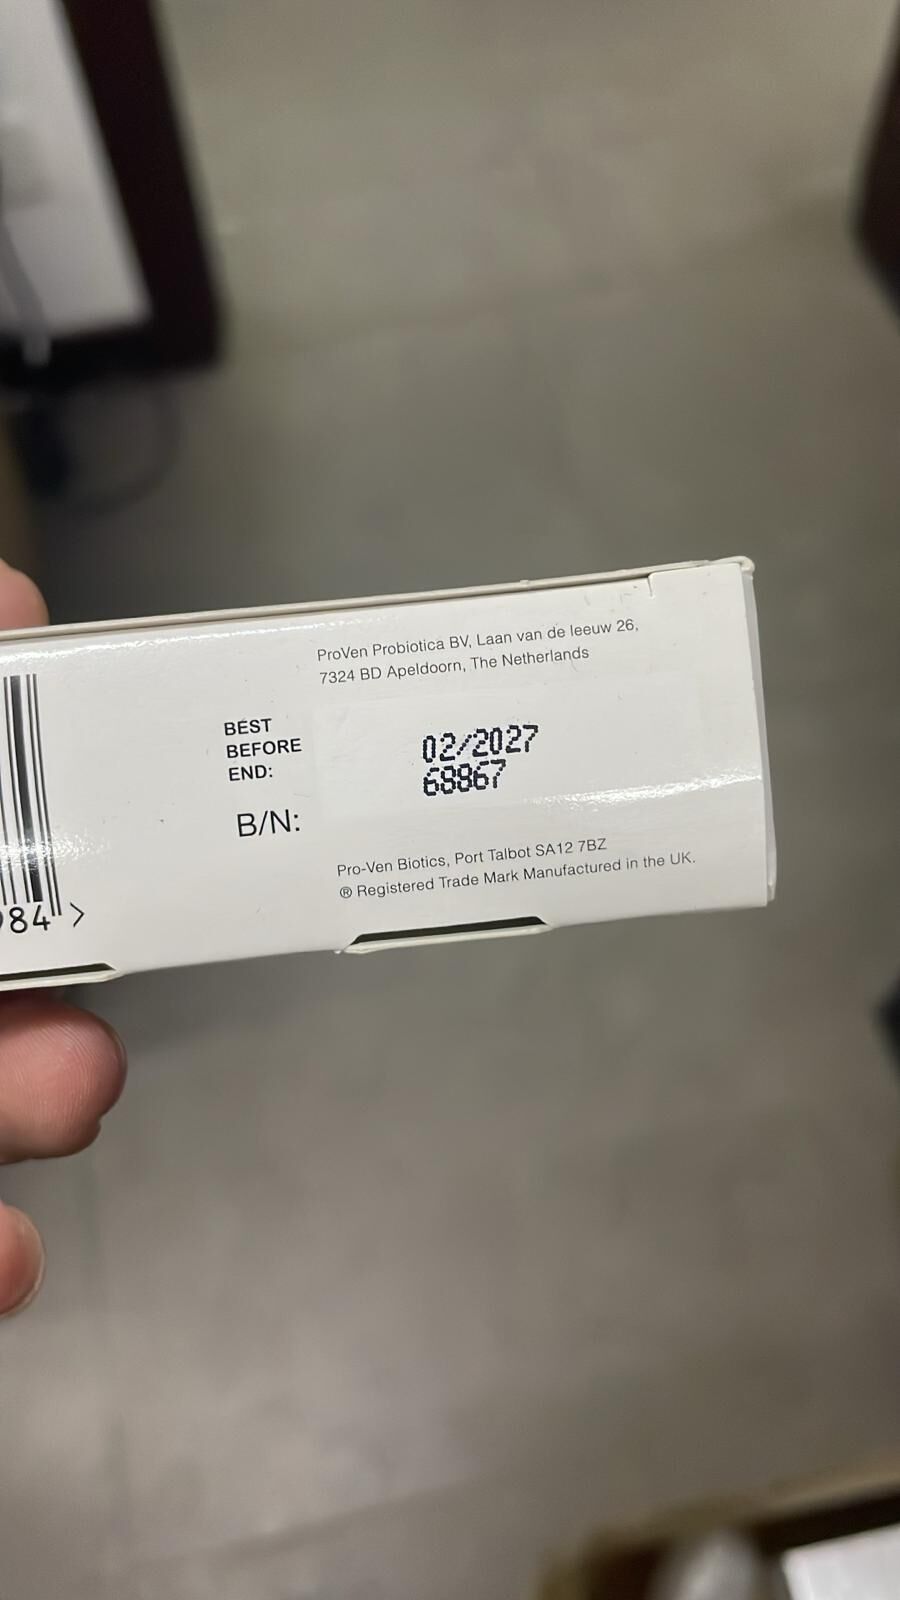 ProVen Probiotica BV, Laan van de leeuw 26,
7324 BD Apeldoorn, The Netherlands
BEST
BEFORE
END:
02/2027
68867
B/N:
Pro-Ven Biotics, Port Talbot SA12 7BZ
® Registered Trade Mark Manufactured in the UK.
84 >